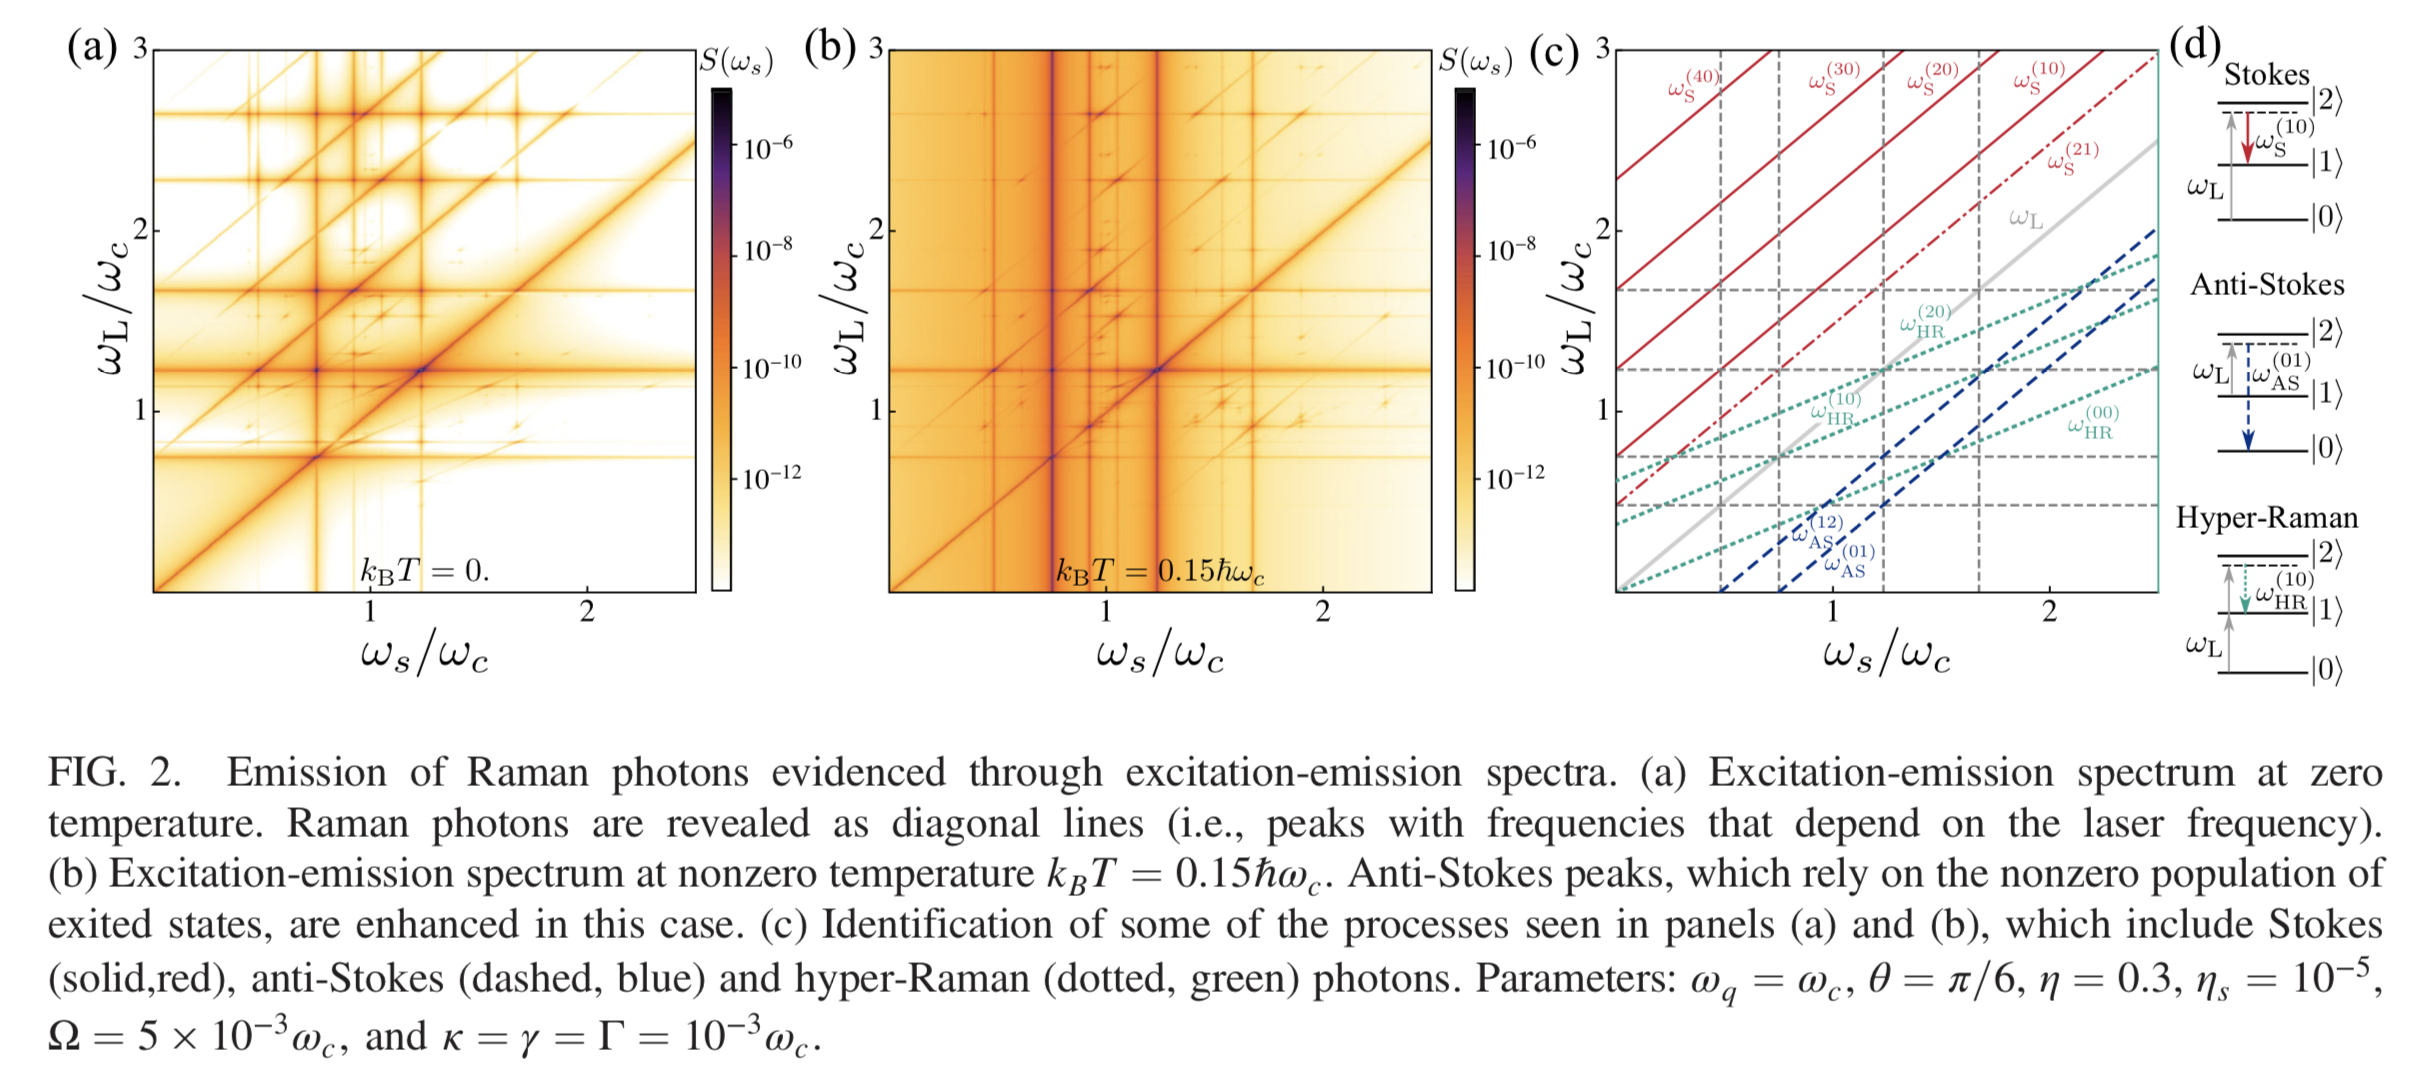 (a)
3
2
1
ω_L/ω_c
k_BT = 0.
1
2
ω_s/ω_c
S(ω_s)
10^−6
10^−8
10^−10
10^−12
(b)
3
2
1
ω_L/ω_c
k_BT = 0.15ħω_c
1
2
ω_s/ω_c
S(ω_s)
10^−6
10^−8
10^−10
10^−12
(c)
3
2
1
ω_L/ω_c
ω_S^(40)
ω_S^(30)
ω_S^(20)
ω_S^(10)
ω_S^(21)
ω_L
ω_HR^(20)
ω_HR^(10)
ω_HR^(00)
ω_AS^(12)
ω_AS^(01)
1
2
ω_s/ω_c
(d)
Stokes
|2⟩
ω_S^(10)
|1⟩
ω_L
|0⟩
Anti-Stokes
|2⟩
ω_L
ω_AS^(01)
|1⟩
|0⟩
Hyper-Raman
|2⟩
ω_HR^(10)
|1⟩
ω_L
|0⟩
FIG. 2. Emission of Raman photons evidenced through excitation-emission spectra. (a) Excitation-emission spectrum at zero
temperature. Raman photons are revealed as diagonal lines (i.e., peaks with frequencies that depend on the laser frequency).
(b) Excitation-emission spectrum at nonzero temperature k_BT = 0.15ħω_c. Anti-Stokes peaks, which rely on the nonzero population of
exited states, are enhanced in this case. (c) Identification of some of the processes seen in panels (a) and (b), which include Stokes
(solid,red), anti-Stokes (dashed, blue) and hyper-Raman (dotted, green) photons. Parameters: ω_q = ω_c, θ = π/6, η = 0.3, η_s = 10^−5,
Ω = 5 × 10^−3ω_c, and κ = γ = Γ = 10^−3ω_c.